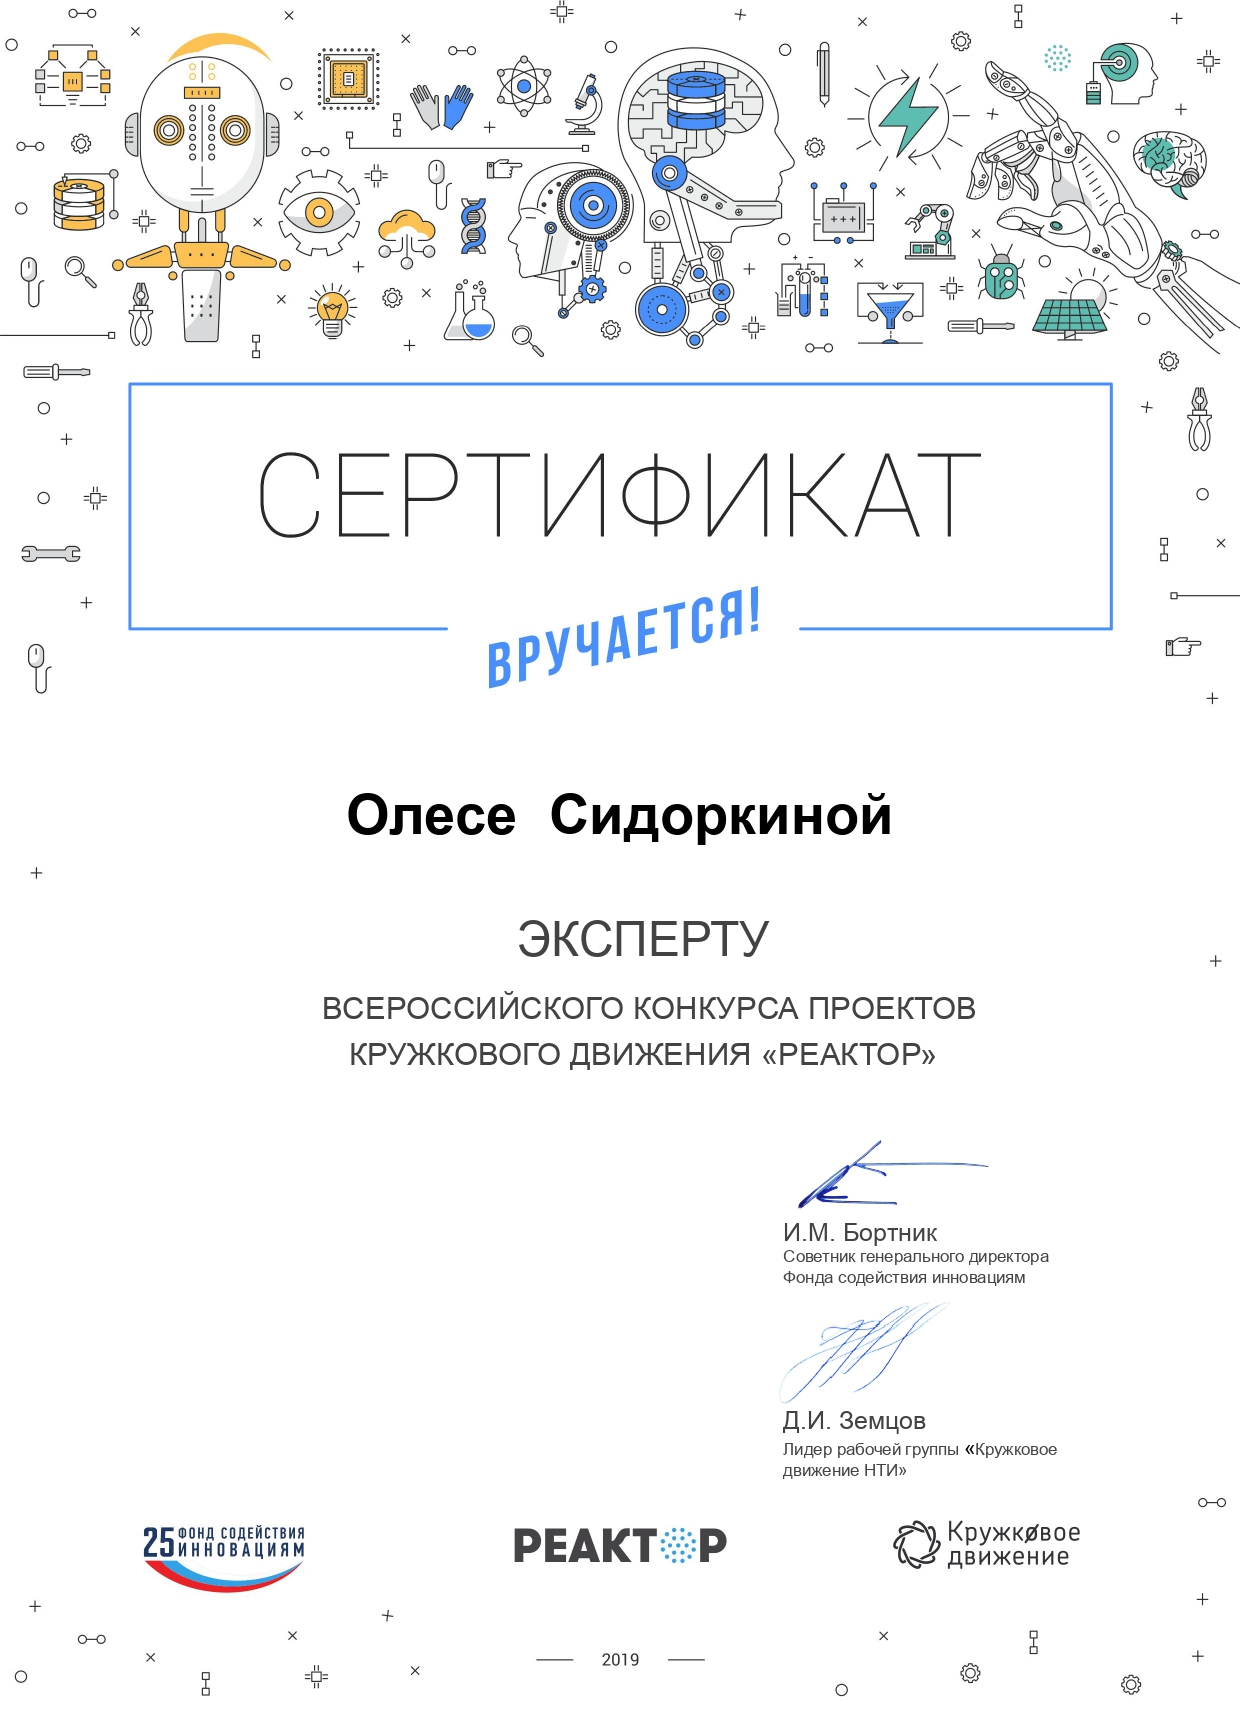 СЕРТИФИКАТ
ВРУЧАЕТСЯ!
Олесе Сидоркиной
ЭКСПЕРТУ
ВСЕРОССИЙСКОГО КОНКУРСА ПРОЕКТОВ
КРУЖКОВОГО ДВИЖЕНИЯ «РЕАКТОР»
И.М. Бортник
Советник генерального директора
Фонда содействия инновациям
Д.И. Земцов
Лидер рабочей группы «Кружковое
движение НТИ»
25 ФОНД СОДЕЙСТВИЯ
ИННОВАЦИЯМ
РЕАКТОР
Кружковое
движение
2019